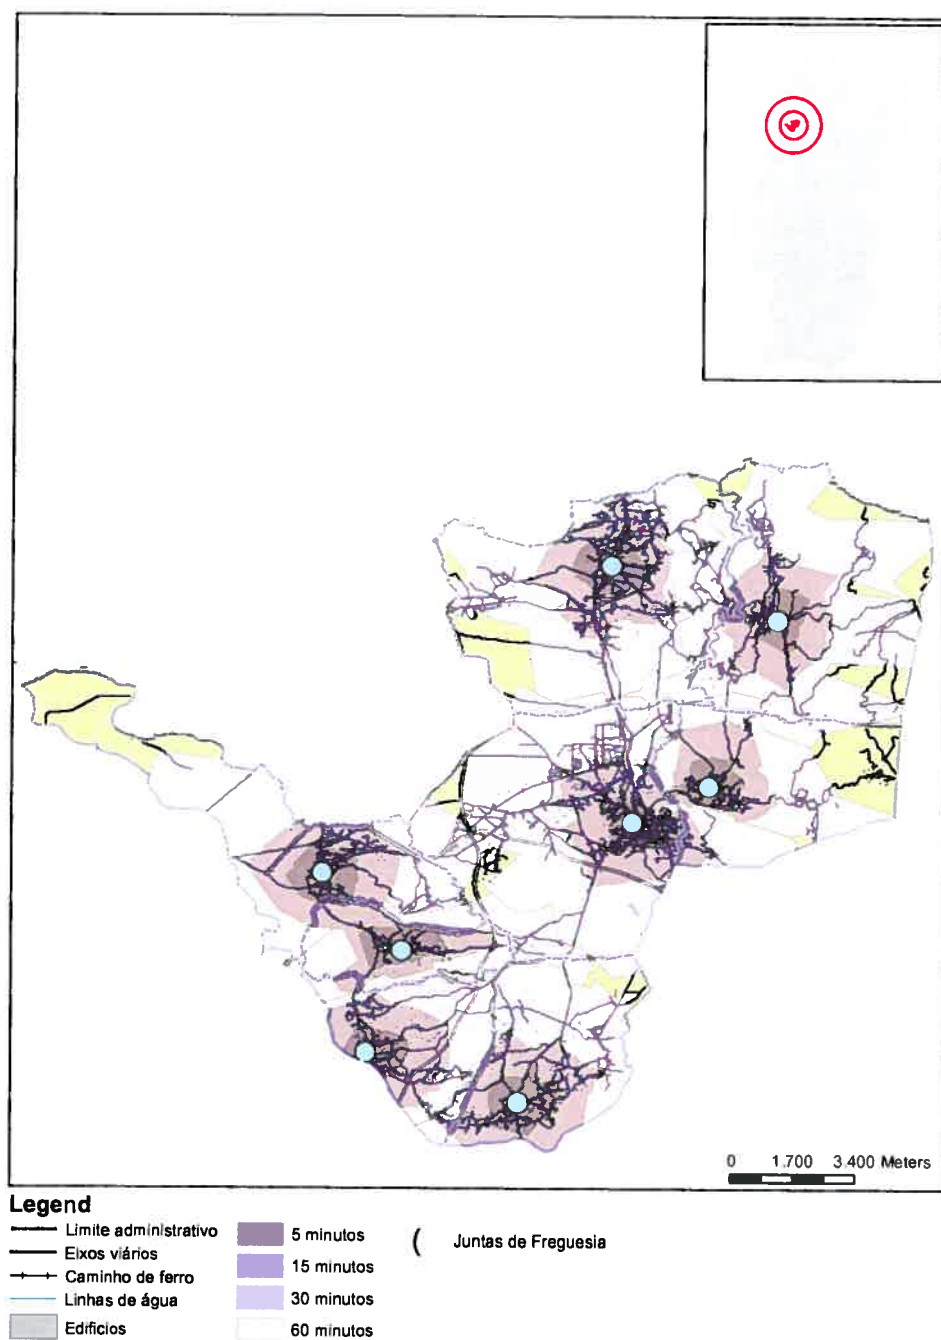 0 1.700 3.400 Meters
Legend
Limite administrativo
Eixos viários
Caminho de ferro
Linhas de água
Edificios
5 minutos
15 minutos
30 minutos
60 minutos
( Juntas de Freguesia